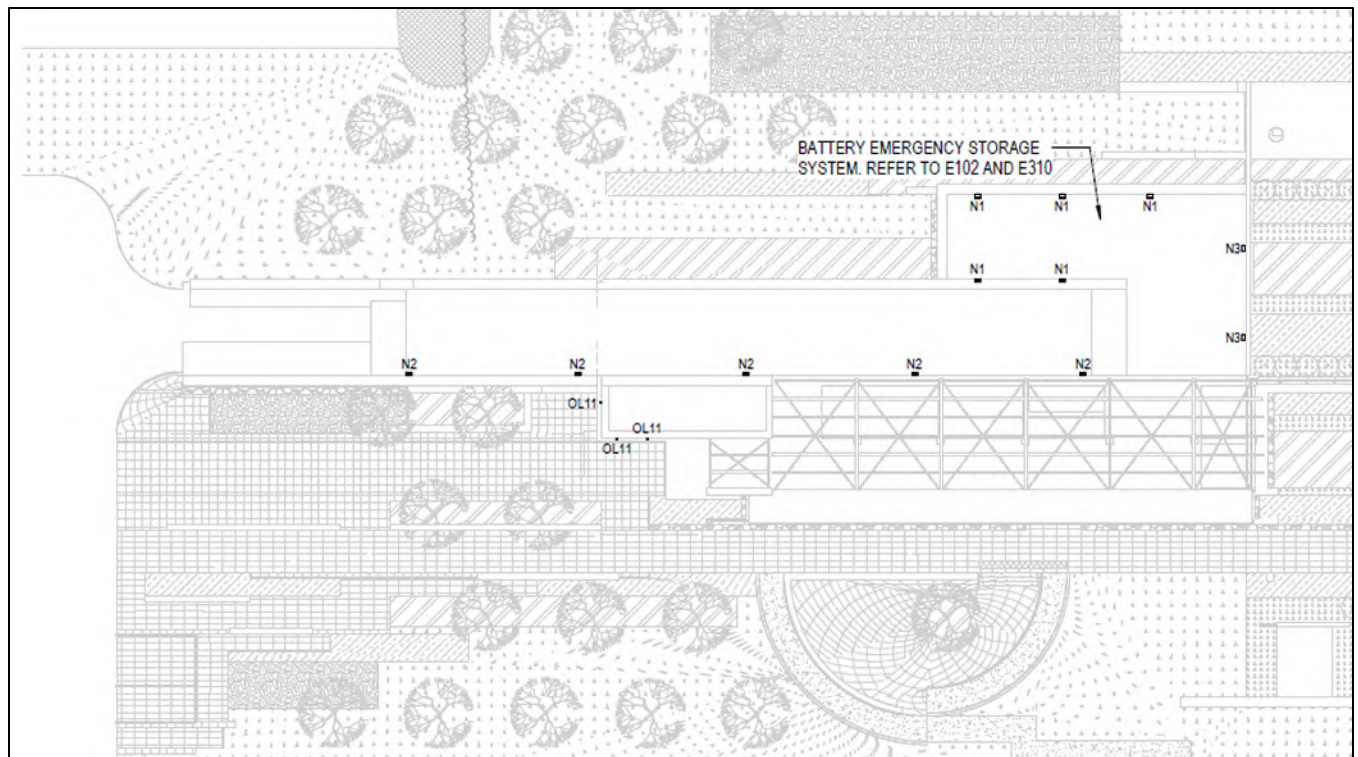 BATTERY EMERGENCY STORAGE
SYSTEM. REFER TO E102 AND E310
N1 N1 N1
N3
N1 N1
N3
N2 N2 N2 N2 N2
OL11
OL11
OL11